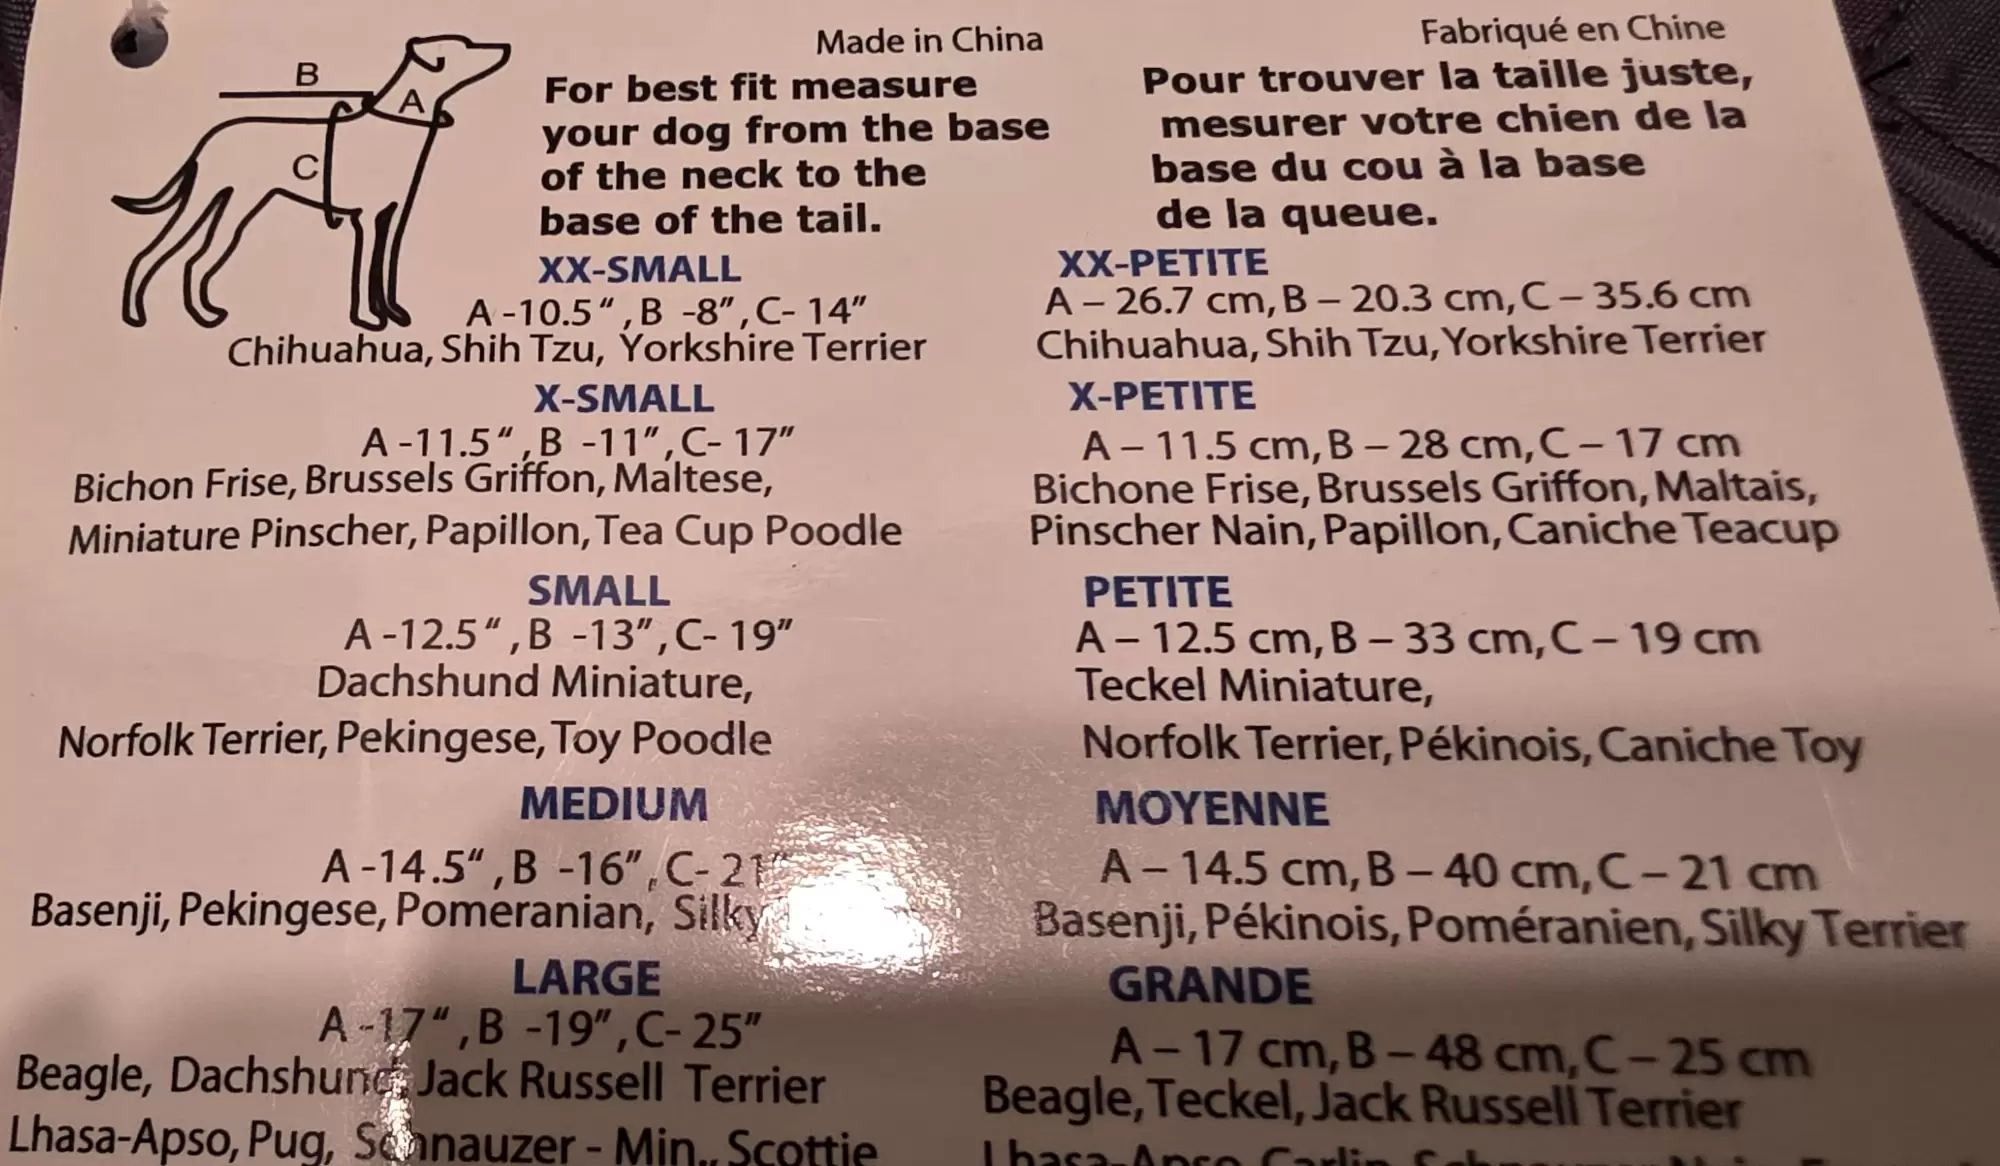 B
A
C
Made in China
For best fit measure
your dog from the base
of the neck to the
base of the tail.
XX-SMALL
A -10.5“ , B -8” , C- 14”
Chihuahua, Shih Tzu, Yorkshire Terrier
X-SMALL
A -11.5“ , B -11” , C- 17”
Bichon Frise, Brussels Griffon, Maltese,
Miniature Pinscher, Papillon, Tea Cup Poodle
SMALL
A -12.5“ , B -13” , C- 19”
Dachshund Miniature,
Norfolk Terrier, Pekingese, Toy Poodle
MEDIUM
A -14.5“ , B -16” , C- 21”
Basenji, Pekingese, Pomeranian, Silky
LARGE
A -17“ , B -19” , C- 25”
Beagle, Dachshund, Jack Russell Terrier
Lhasa-Apso, Pug, Schnauzer - Min., Scottie
Fabriqué en Chine
Pour trouver la taille juste,
mesurer votre chien de la
base du cou à la base
de la queue.
XX-PETITE
A – 26.7 cm, B – 20.3 cm, C – 35.6 cm
Chihuahua, Shih Tzu, Yorkshire Terrier
X-PETITE
A – 11.5 cm, B – 28 cm, C – 17 cm
Bichone Frise, Brussels Griffon, Maltais,
Pinscher Nain, Papillon, Caniche Teacup
PETITE
A – 12.5 cm, B – 33 cm, C – 19 cm
Teckel Miniature,
Norfolk Terrier, Pékinois, Caniche Toy
MOYENNE
A – 14.5 cm, B – 40 cm, C – 21 cm
Basenji, Pékinois, Poméranien, Silky Terrier
GRANDE
A – 17 cm, B – 48 cm, C – 25 cm
Beagle, Teckel, Jack Russell Terrier
Lhasa-Apso, Carlin,